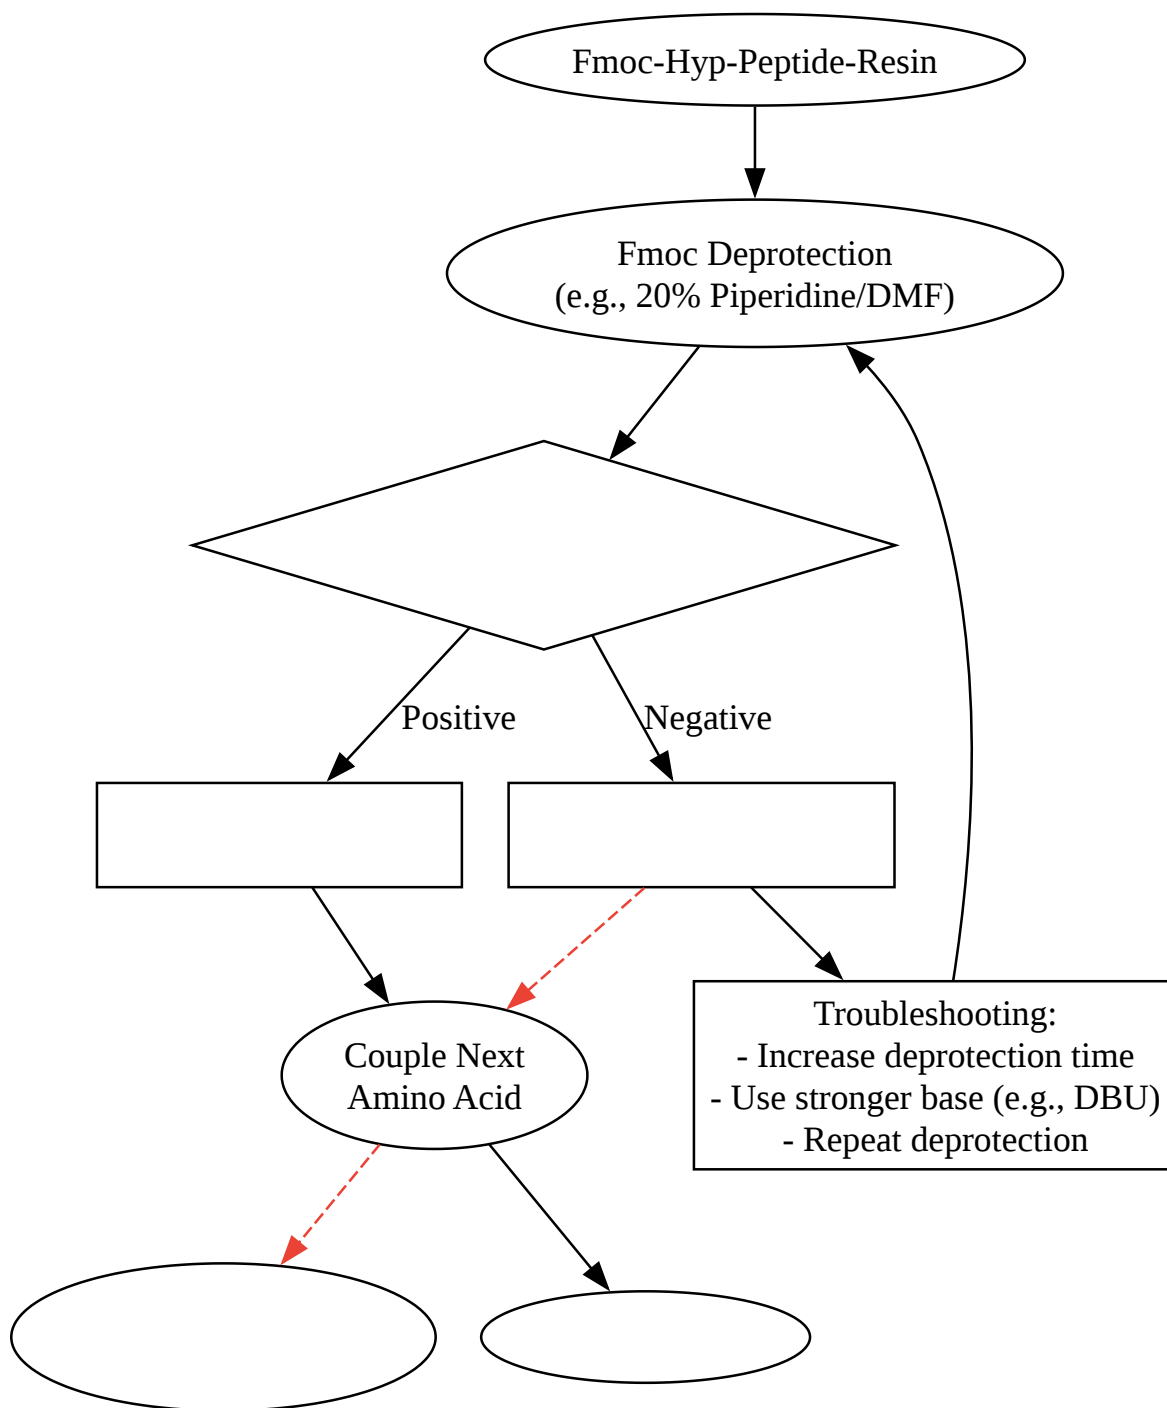 Fmoc-Hyp-Peptide-Resin
Fmoc Deprotection
(e.g., 20% Piperidine/DMF)
Positive
Negative
Couple Next
Amino Acid
Troubleshooting:
- Increase deprotection time
- Use stronger base (e.g., DBU)
- Repeat deprotection